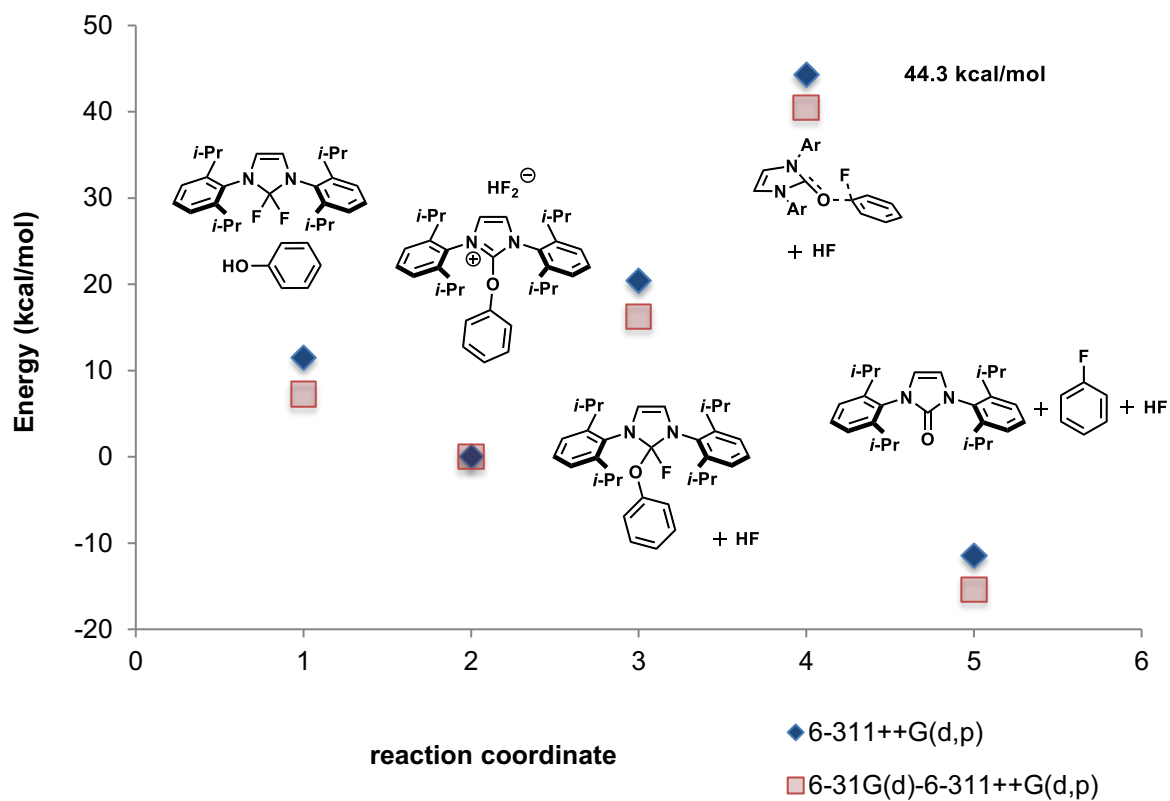 50
40
30
20
10
0
-10
-20
0 1 2 3 4 5 6
Energy (kcal/mol)
reaction coordinate
44.3 kcal/mol
i-Pr i-Pr
N N
F F
i-Pr i-Pr
HO
HF2⊖
i-Pr i-Pr
N N
⊕
i-Pr O i-Pr
i-Pr i-Pr
N N
i-Pr O F i-Pr
+ HF
Ar
N
N O F
Ar
+ HF
i-Pr i-Pr
N N
i-Pr O i-Pr
+ F + HF
6-311++G(d,p)
6-31G(d)-6-311++G(d,p)